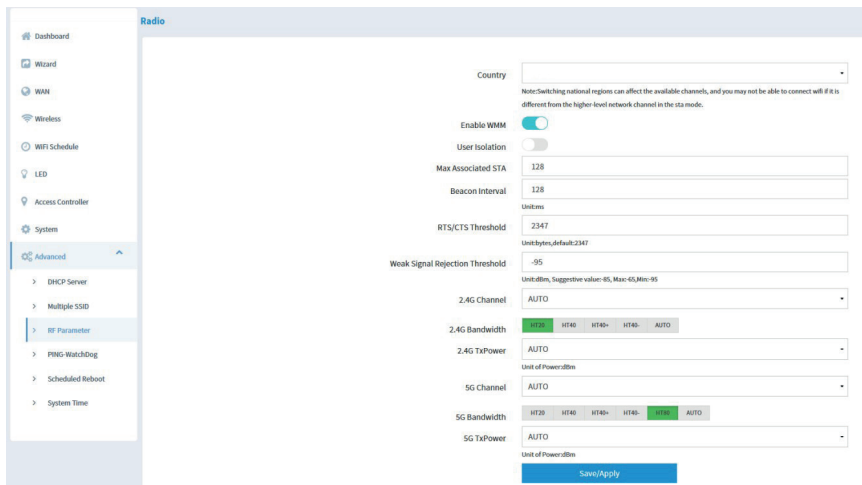 Radio
Dashboard
Wizard
WAN
Wireless
WiFi Schedule
LED
Access Controller
System
Advanced
> DHCP Server
> Multiple SSID
> RF Parameter
> PING-WatchDog
> Scheduled Reboot
> System Time
Country
Note:Switching national regions can affect the available channels, and you may not be able to connect wifi if it is
different from the higher-level network channel in the sta mode.
Enable WMM
User Isolation
Max Associated STA 128
Beacon Interval 128
Unit:ms
RTS/CTS Threshold 2347
Unit:bytes,default:2347
Weak Signal Rejection Threshold -95
Unit:dBm, Suggestive value:-85, Max:-65,Min:-95
2.4G Channel AUTO
2.4G Bandwidth HT20 HT40 HT40+ HT40- AUTO
2.4G TxPower AUTO
Unit of Power:dBm
5G Channel AUTO
5G Bandwidth HT20 HT40 HT40+ HT40- HT80 AUTO
5G TxPower AUTO
Unit of Power:dBm
Save/Apply